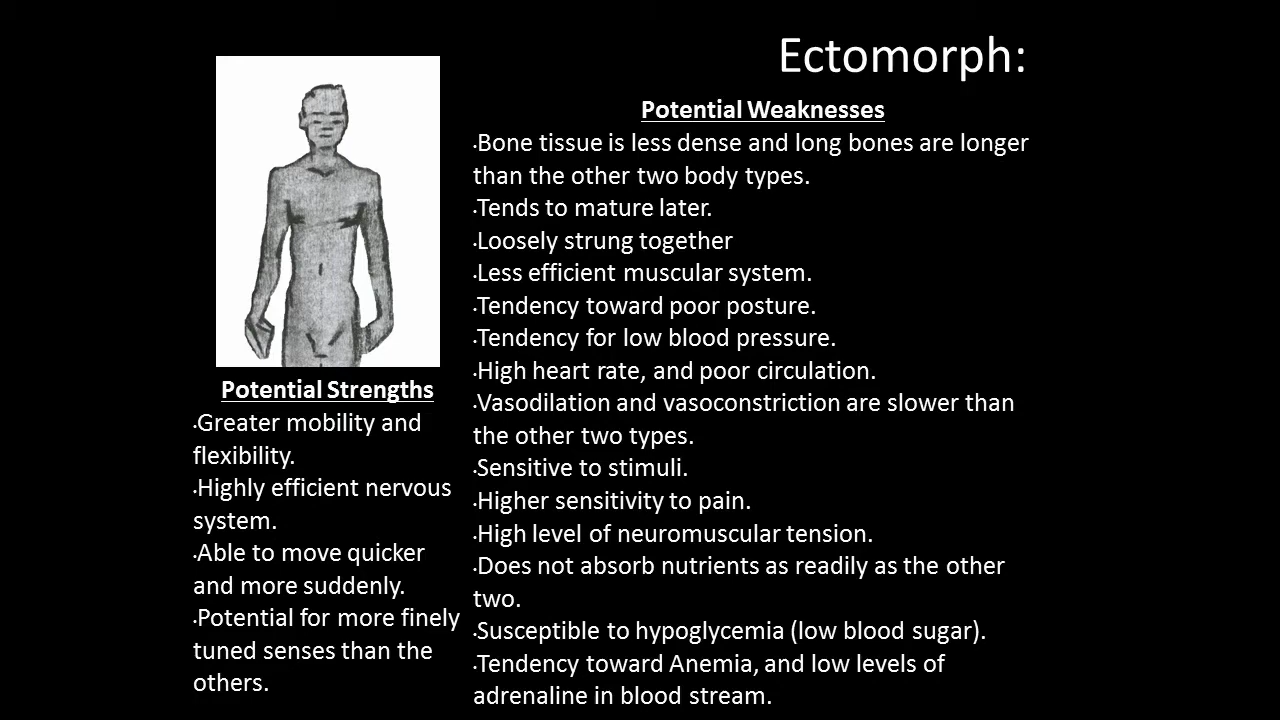 Ectomorph:
Potential Weaknesses
·Bone tissue is less dense and long bones are longer
than the other two body types.
·Tends to mature later.
·Loosely strung together
·Less efficient muscular system.
·Tendency toward poor posture.
·Tendency for low blood pressure.
·High heart rate, and poor circulation.
·Vasodilation and vasoconstriction are slower than
the other two types.
·Sensitive to stimuli.
·Higher sensitivity to pain.
·High level of neuromuscular tension.
·Does not absorb nutrients as readily as the other
two.
·Susceptible to hypoglycemia (low blood sugar).
·Tendency toward Anemia, and low levels of
adrenaline in blood stream.
Potential Strengths
·Greater mobility and
flexibility.
·Highly efficient nervous
system.
·Able to move quicker
and more suddenly.
·Potential for more finely
tuned senses than the
others.